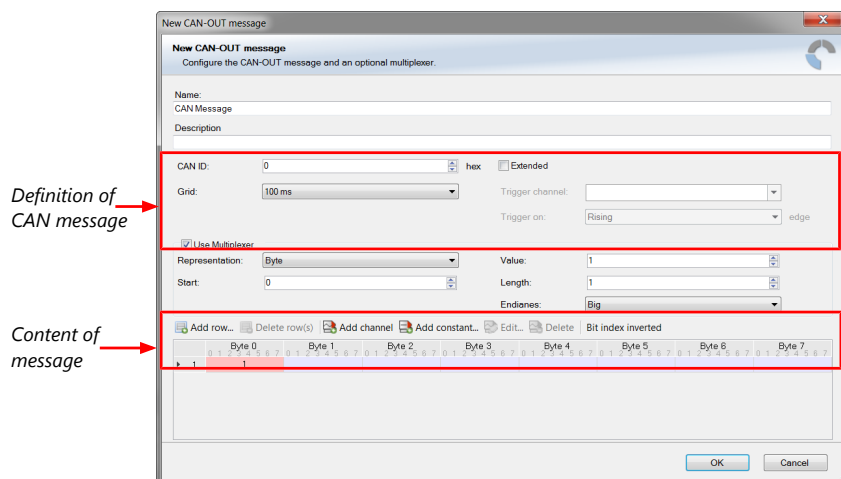 New CAN-OUT message
New CAN-OUT message
Configure the CAN-OUT message and an optional multiplexer.
Name:
CAN Message
Description
Definition of
CAN message
CAN ID: 0 hex Extended
Grid: 100 ms Trigger channel:
Trigger on: Rising edge
Use Multiplexer
Representation: Byte Value: 1
Start: 0 Length: 1
Endianes: Big
Content of
message
Add row... Delete row(s) Add channel Add constant... Edit... Delete Bit index inverted
Byte 0 Byte 1 Byte 2 Byte 3 Byte 4 Byte 5 Byte 6 Byte 7
0 1 2 3 4 5 6 7 0 1 2 3 4 5 6 7 0 1 2 3 4 5 6 7 0 1 2 3 4 5 6 7 0 1 2 3 4 5 6 7 0 1 2 3 4 5 6 7 0 1 2 3 4 5 6 7 0 1 2 3 4 5 6 7
1 1
OK Cancel